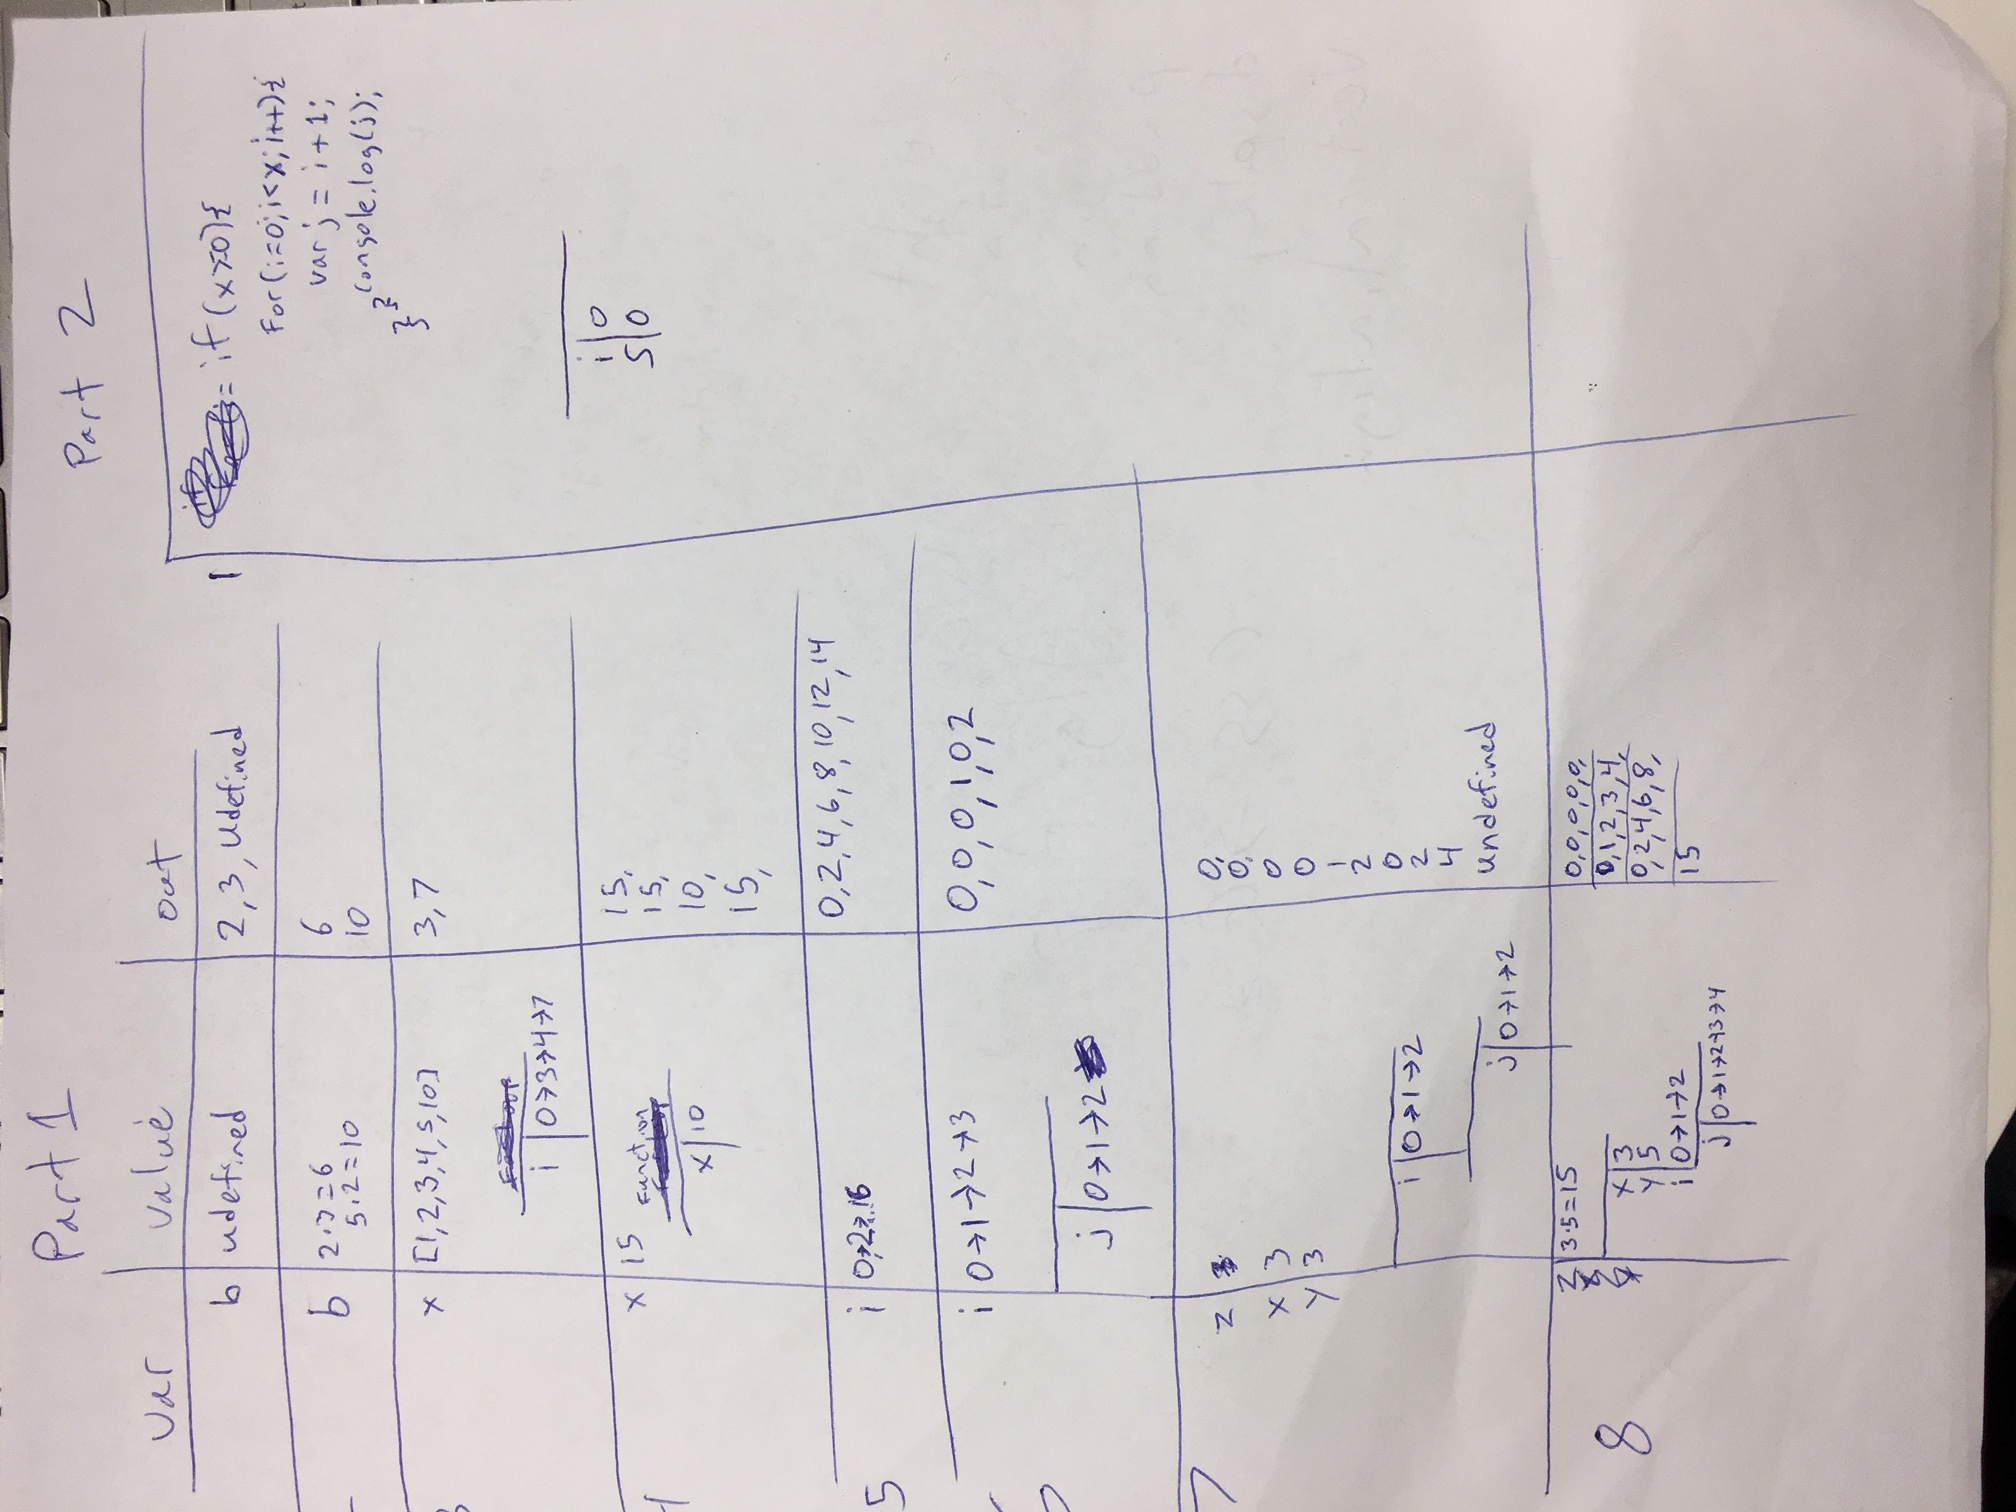 Part 1
var value out
b udefined 2,3, Udefined
b 2·3=6 6
5·2=10 10
3 x [1,2,3,4,5,10] 3,7
i 0→3→4→7
4 x 15 15,
Function 15,
x 10 10,
15,
5 i 0→2→..16 0,2,4,6,8,10,12,14
6 i 0→1→2→3 0,0,0,1,0,2
j 0→1→2
7 z 0,
0,
x 3 0
y 3 0
1
2
0
i 0→1→2 2
4
undefined
j 0→1→2
8 z 3·5=15 0,0,0,0,0,
x 3 0,1,2,3,4,
y 5 0,2,4,6,8,
i 0→1→2 15
j 0→1→2→3→4
Part 2
1 = if (x>0){
For(i=0;i<x;i++){
var j = i+1;
console.log(j);
}
}
i 0
S 0